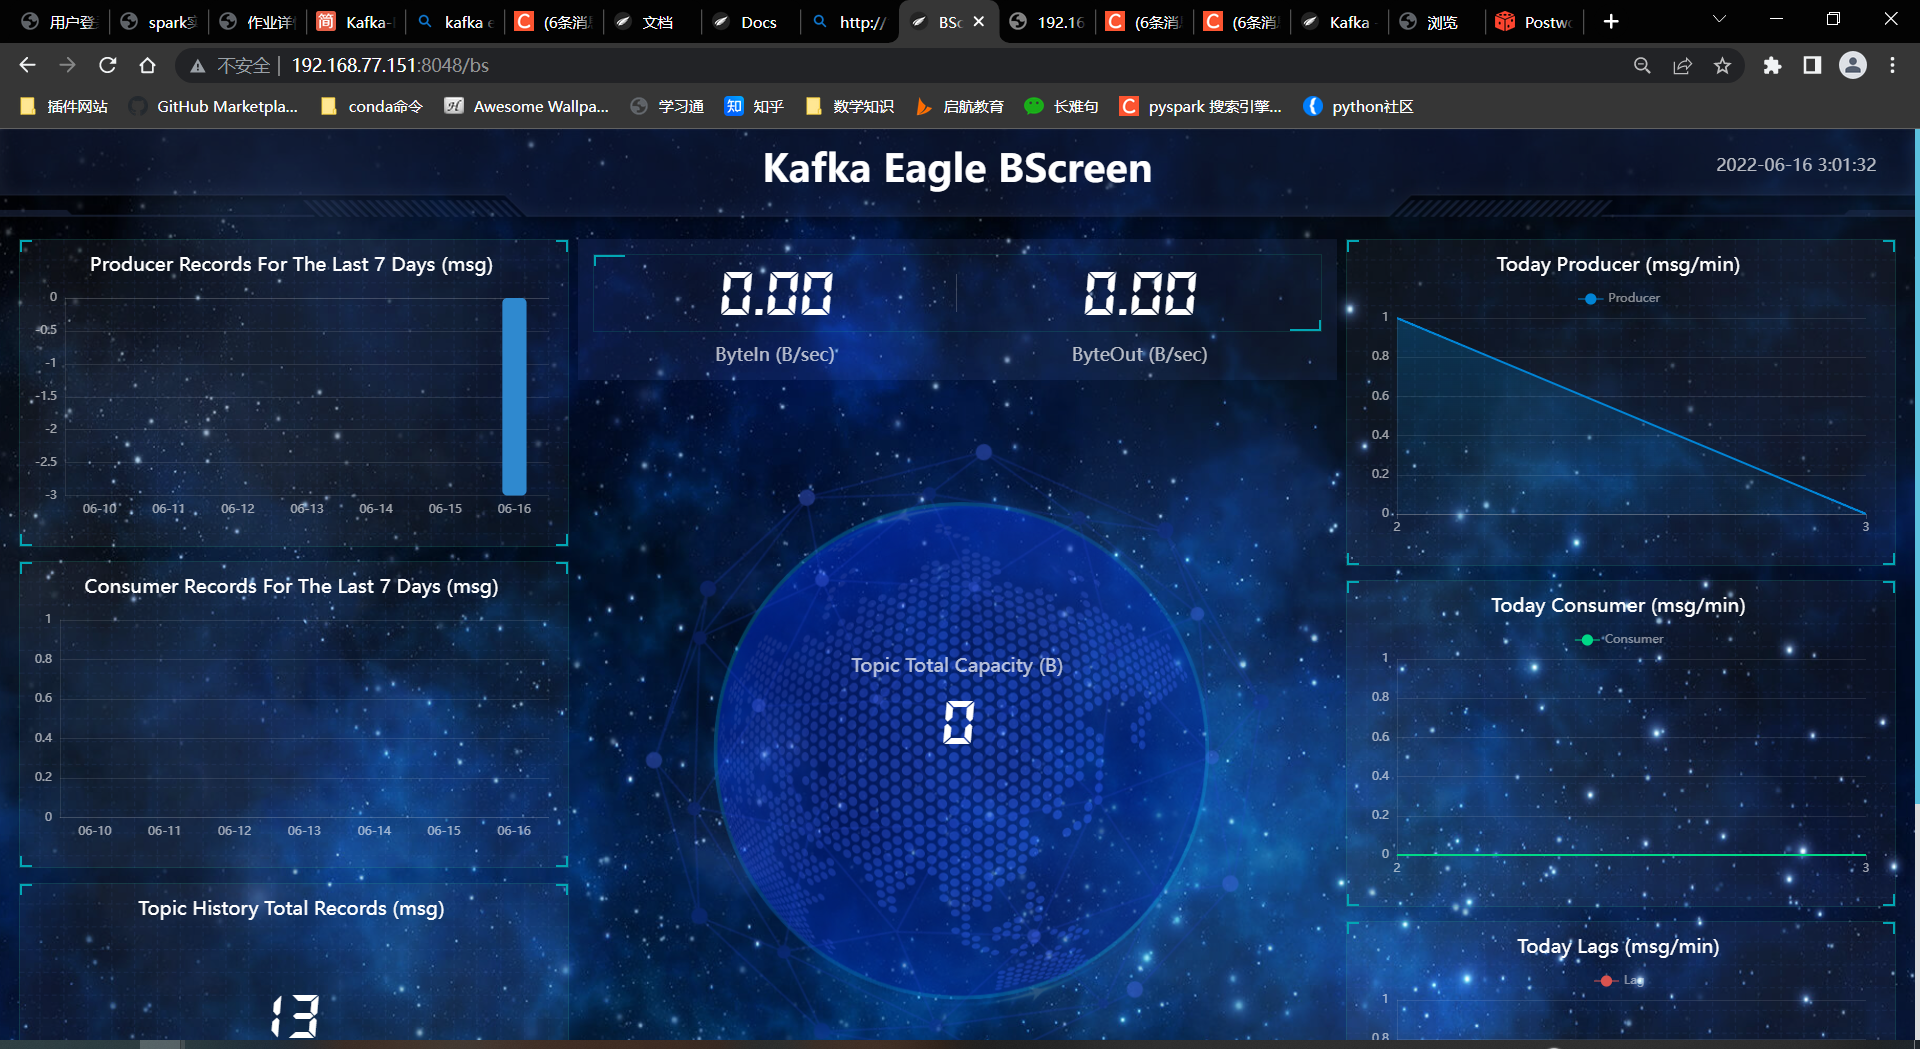 用户登 spark实 作业详 Kafka- kafka e (6条消 文档 Docs http:// BSc 192.16 (6条消 (6条消 Kafka 浏览 Postwo
不安全 192.168.77.151:8048/bs
插件网站 GitHub Marketpla... conda命令 Awesome Wallpa... 学习通 知乎 数学知识 启航教育 长难句 pyspark 搜索引擎... python社区
Kafka Eagle BScreen
2022-06-16 3:01:32
Producer Records For The Last 7 Days (msg)
0
-0.5
-1
-1.5
-2
-2.5
-3
06-10 06-11 06-12 06-13 06-14 06-15 06-16
Consumer Records For The Last 7 Days (msg)
1
0.8
0.6
0.4
0.2
0
06-10 06-11 06-12 06-13 06-14 06-15 06-16
Topic History Total Records (msg)
13
0.00 0.00
ByteIn (B/sec) ByteOut (B/sec)
Topic Total Capacity (B)
0
Today Producer (msg/min)
Producer
1
0.8
0.6
0.4
0.2
0
2 3
Today Consumer (msg/min)
Consumer
1
0.8
0.6
0.4
0.2
0
2 3
Today Lags (msg/min)
Lag
1
0.8